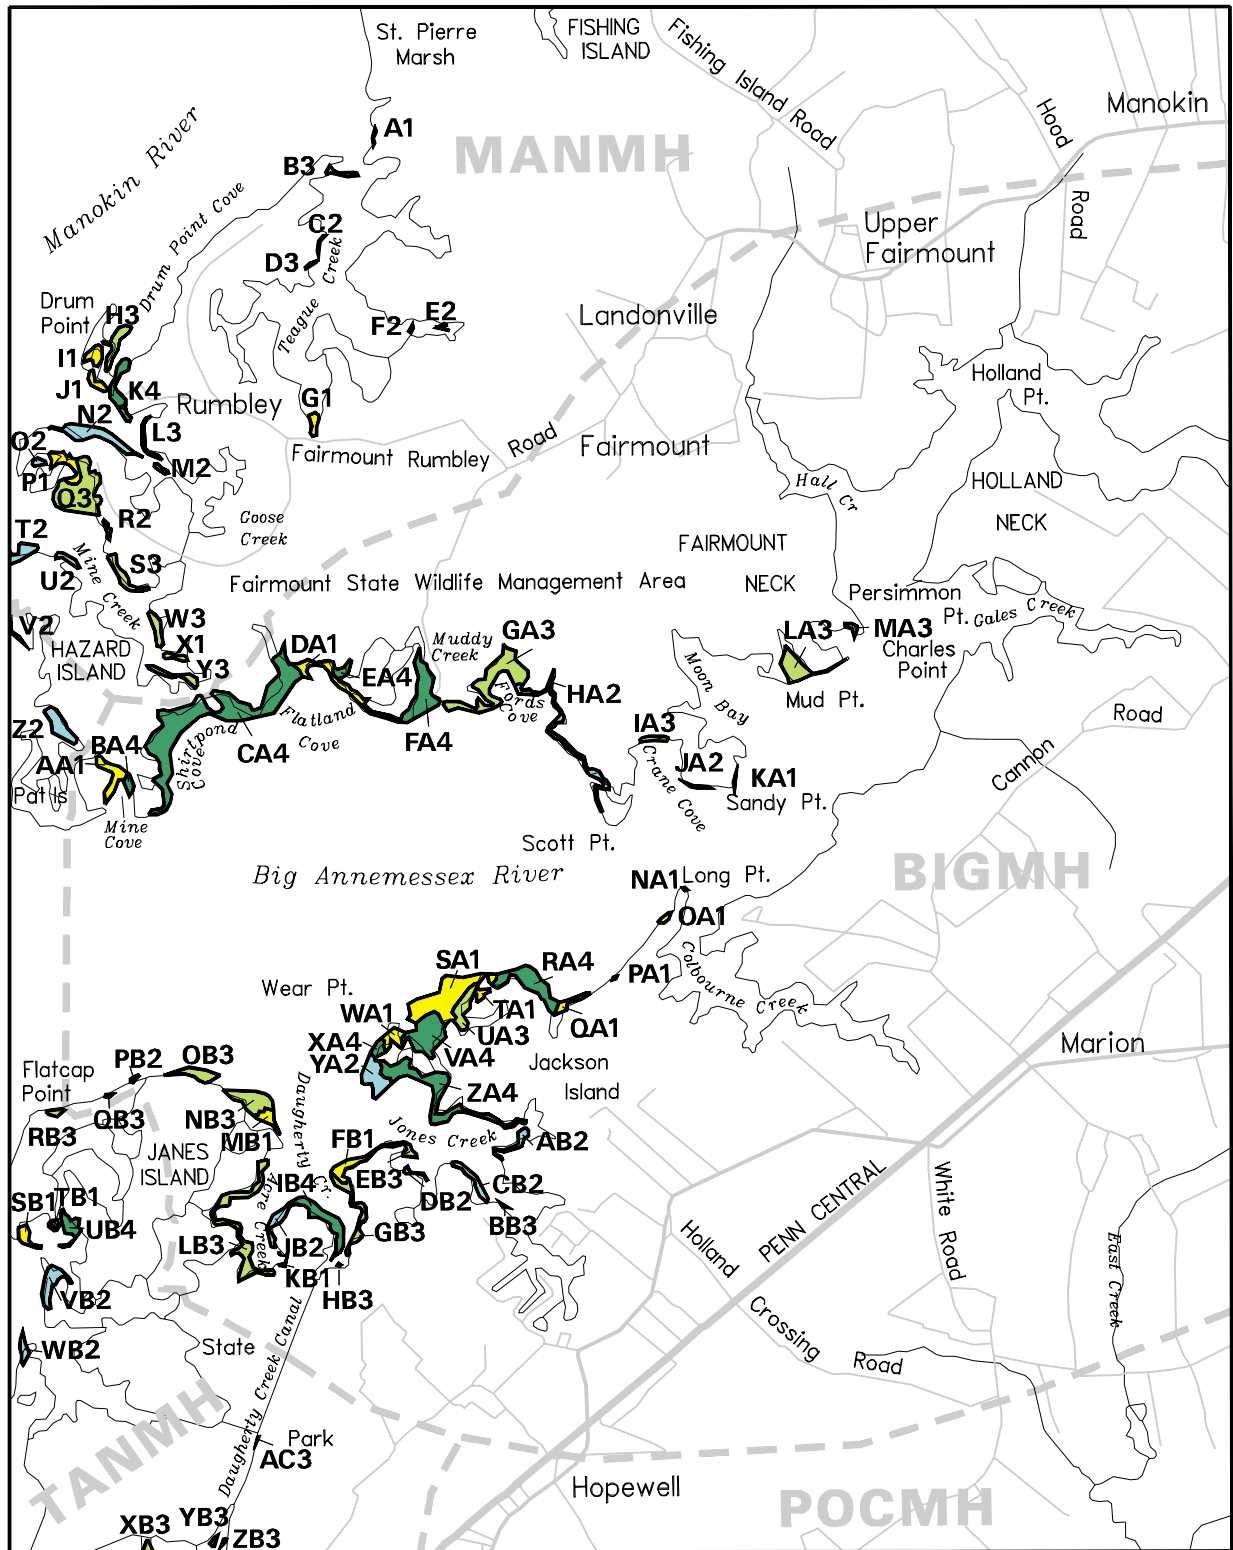 St. Pierre
Marsh
FISHING
ISLAND
Fishing Island Road
Hood
Road
Manokin
Manokin River
A1
MANMH
B3
Drum Point Cove
C2
D3
Teague Creek
Upper
Fairmount
Drum
Point
H3
E2
F2
Landonville
I1
J1
K4
Holland
Pt.
N2
Rumbley
G1
L3
O2
M2
P1
Q3
Fairmount Rumbley Road
Fairmount
Hall Cr
HOLLAND
NECK
R2
Goose
Creek
T2
U2
Mine Creek
S3
FAIRMOUNT
NECK
Fairmount State Wildlife Management Area
Persimmon
Pt.
Gales Creek
V2
W3
HAZARD
ISLAND
X1
Y3
DA1
EA4
Muddy
Creek
GA3
LA3
MA3
Charles
Point
Moon Bay
Fords
Cove
HA2
Mud Pt.
Z2
BA4
AA1
Shirtpond
Cove
CA4
Flatland
Cove
FA4
IA3
JA2
KA1
Crane Cove
Sandy Pt.
Cannon
Road
Pat Is
Mine
Cove
Scott Pt.
Big Annemessex River
BIGMH
NA1
Long Pt.
OA1
PA1
Colbourne Creek
SA1
RA4
Wear Pt.
WA1
TA1
QA1
UA3
XA4
VA4
YA2
Jackson
Island
ZA4
Marion
Flatcap
Point
PB2
OB3
QB3
RB3
NB3
MB1
Daugherty Cr.
Jones Creek
AB2
JANES
ISLAND
FB1
EB3
DB2
CB2
BB3
IB4
Acre Creek
SB1
TB1
UB4
LB3
JB2
GB3
KB1
HB3
VB2
WB2
PENN CENTRAL
White Road
East Creek
Holland
Crossing
Road
State
Park
Daugherty Creek Canal
TANMH
AC3
Hopewell
POCMH
XB3
YB3
ZB3